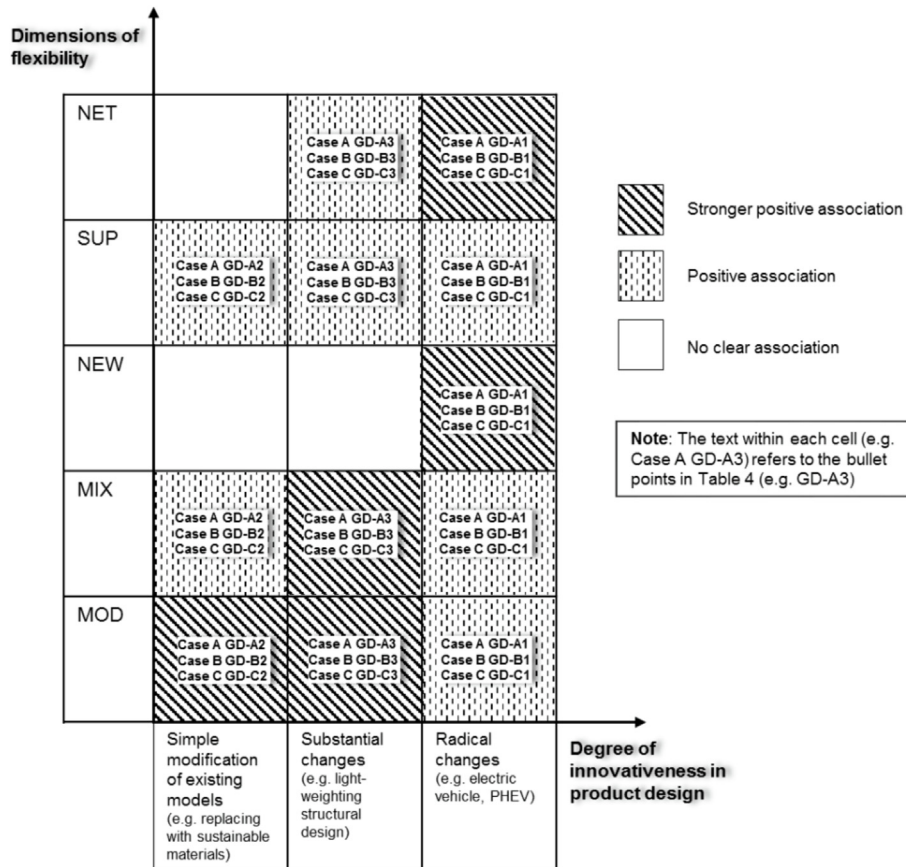 Dimensions of
flexibility
NET
Case A GD-A3
Case B GD-B3
Case C GD-C3
Case A GD-A1
Case B GD-B1
Case C GD-C1
SUP
Case A GD-A2
Case B GD-B2
Case C GD-C2
Case A GD-A3
Case B GD-B3
Case C GD-C3
Case A GD-A1
Case B GD-B1
Case C GD-C1
NEW
Case A GD-A1
Case B GD-B1
Case C GD-C1
MIX
Case A GD-A2
Case B GD-B2
Case C GD-C2
Case A GD-A3
Case B GD-B3
Case C GD-C3
Case A GD-A1
Case B GD-B1
Case C GD-C1
MOD
Case A GD-A2
Case B GD-B2
Case C GD-C2
Case A GD-A3
Case B GD-B3
Case C GD-C3
Case A GD-A1
Case B GD-B1
Case C GD-C1
Simple
modification
of existing
models
(e.g. replacing
with sustainable
materials)
Substantial
changes
(e.g. light-
weighting
structural
design)
Radical
changes
(e.g. electric
vehicle, PHEV)
Degree of
innovativeness in
product design
Stronger positive association
Positive association
No clear association
Note: The text within each cell (e.g.
Case A GD-A3) refers to the bullet
points in Table 4 (e.g. GD-A3)